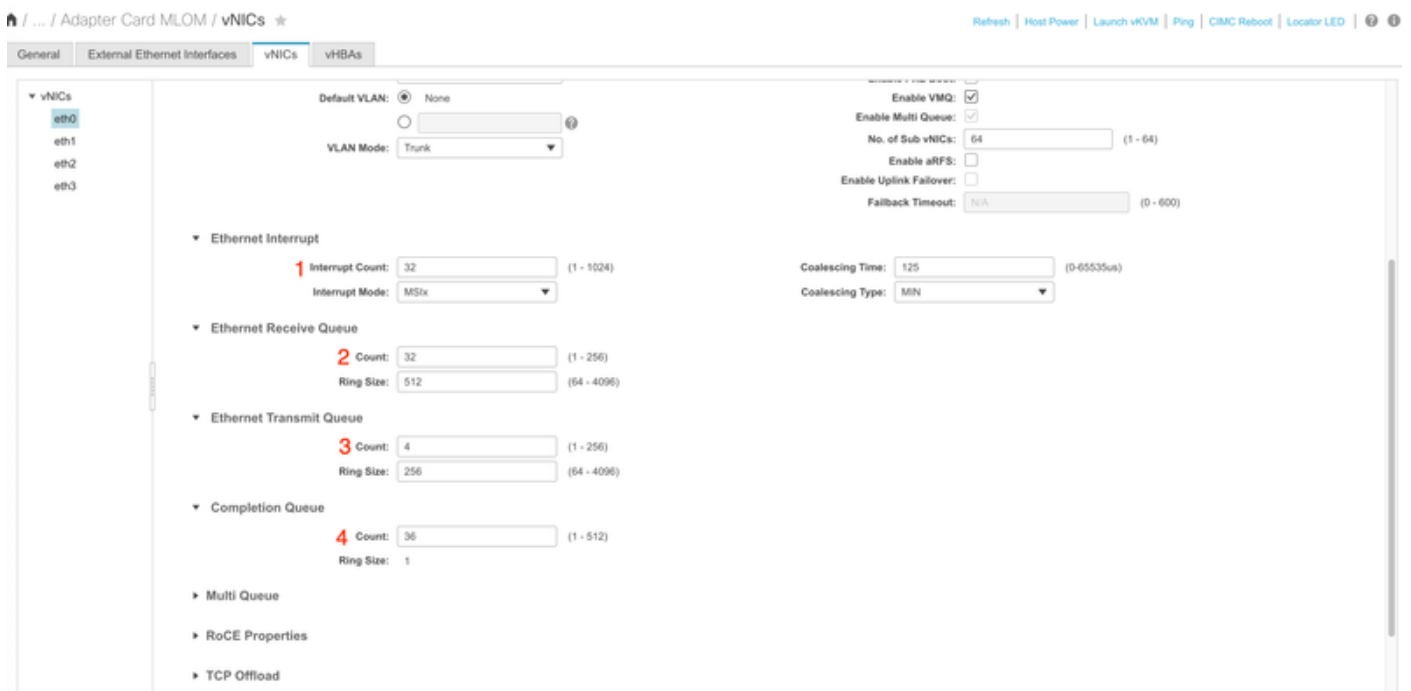 / ... / Adapter Card MLOM / vNICs
Refresh | Host Power | Launch vKVM | Ping | CIMC Reboot | Locator LED
General External Ethernet Interfaces vNICs vHBAs
vNICs
eth0
eth1
eth2
eth3
Default VLAN: None
VLAN Mode: Trunk
Enable VMQ:
Enable Multi Queue:
No. of Sub vNICs: 64 (1 - 64)
Enable aRFS:
Enable Uplink Failover:
Failback Timeout: N/A (0 - 600)
Ethernet Interrupt
1 Interrupt Count: 32 (1 - 1024)
Interrupt Mode: MSIx
Coalescing Time: 125 (0-65535us)
Coalescing Type: MIN
Ethernet Receive Queue
2 Count: 32 (1 - 256)
Ring Size: 512 (64 - 4096)
Ethernet Transmit Queue
3 Count: 4 (1 - 256)
Ring Size: 256 (64 - 4096)
Completion Queue
4 Count: 36 (1 - 512)
Ring Size: 1
Multi Queue
RoCE Properties
TCP Offload